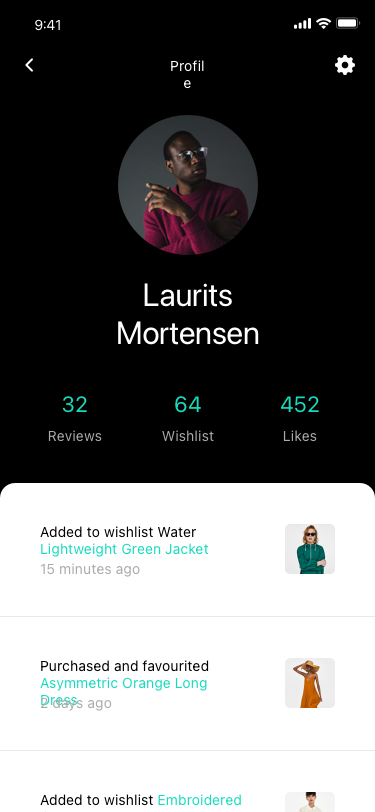 9:41
Profil
e
Laurits
Mortensen
32 64 452
Reviews Wishlist Likes
Added to wishlist Water
Lightweight Green Jacket
15 minutes ago
Purchased and favourited
Asymmetric Orange Long
Dress
2 days ago
Added to wishlist Embroidered